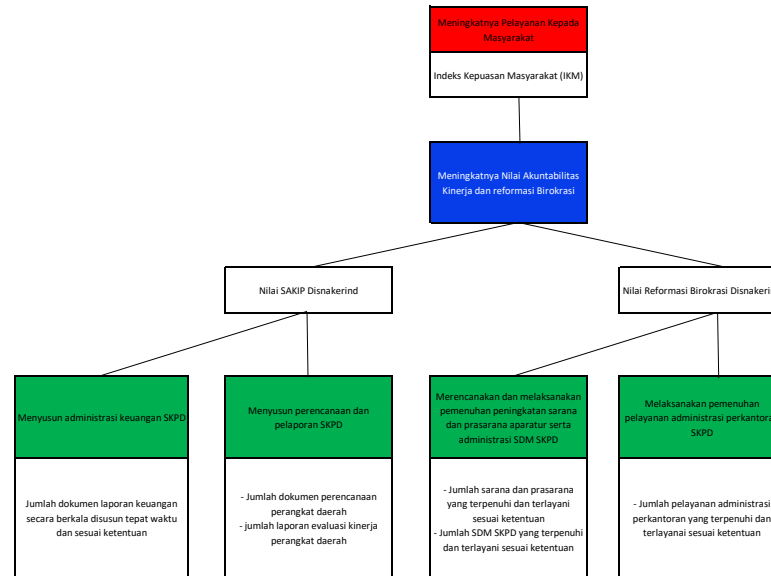 Meningkatnya Pelayanan Kepada
Masyarakat
Indeks Kepuasan Masyarakat (IKM)
Meningkatnya Nilai Akuntabilitas
Kinerja dan reformasi Birokrasi
Nilai SAKIP Disnakerind
Nilai Reformasi Birokrasi
Menyusun administrasi keuangan SKPD
Menyusun perencanaan dan
pelaporan SKPD
Merencanakan dan melaksanakan
pemenuhan peningkatan sarana
dan prasarana aparatur serta
administrasi SDM SKPD
Melaksanakan pemenuhan
pelayanan administrasi
SKPD
Jumlah dokumen laporan keuangan
secara berkala disusun tepat waktu
dan sesuai ketentuan
- Jumlah dokumen perencanaan
perangkat daerah
- jumlah laporan evaluasi kinerja
perangkat daerah
- Jumlah sarana dan prasarana
yang terpenuhi dan terlayani
sesuai ketentuan
- Jumlah SDM SKPD yang terpenuhi
dan terlayani sesuai ketentuan
- Jumlah pelayanan administrasi
perkantoran yang terpenuhi dan
terlayanai sesuai ketentuan